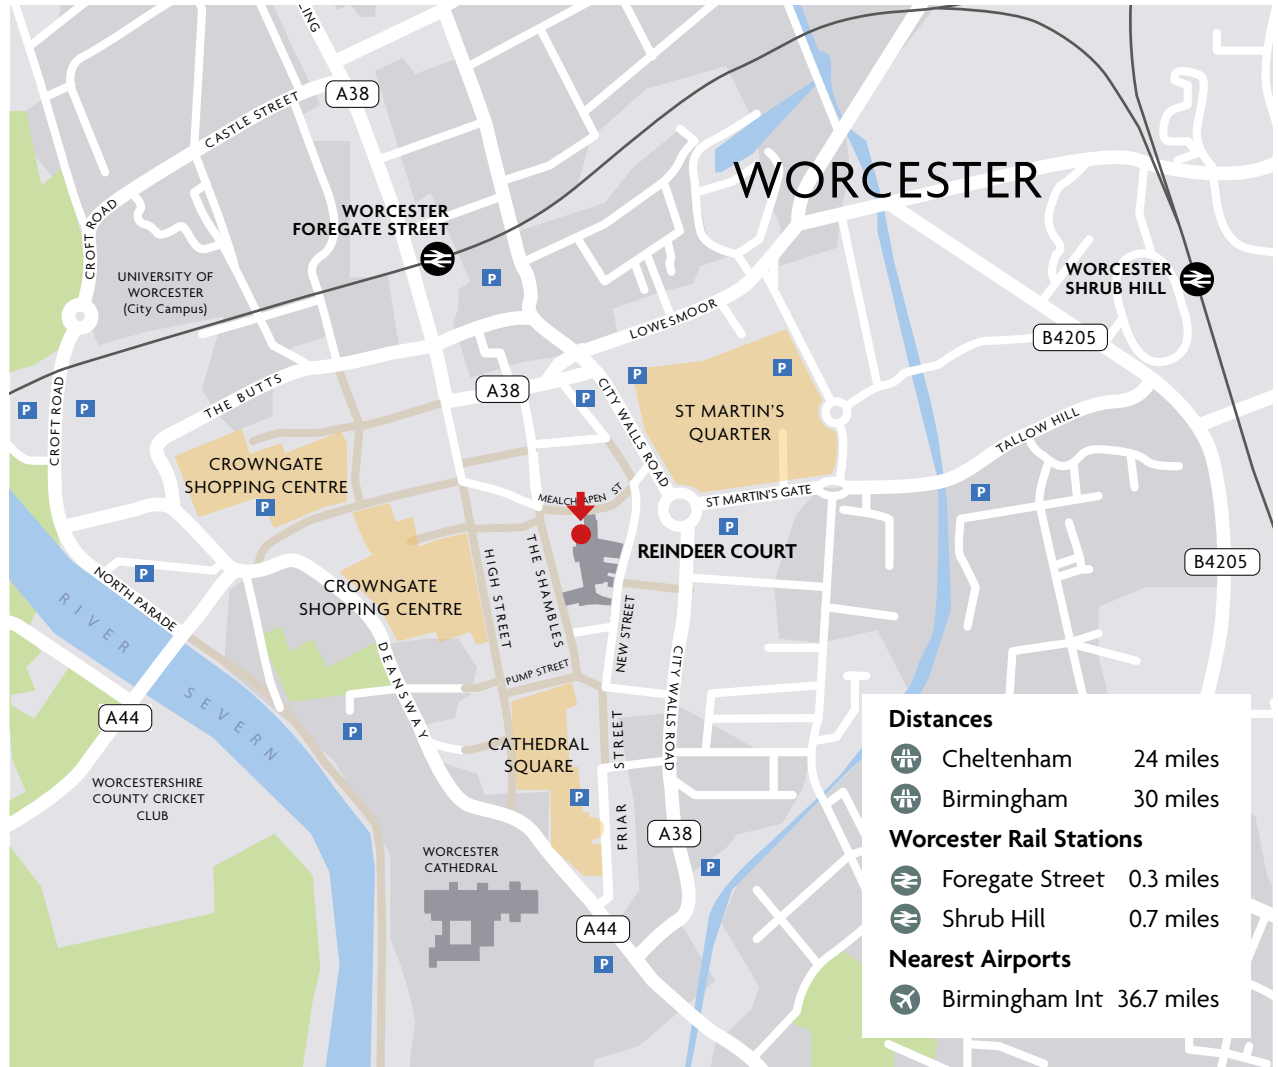 LING
A38
CASTLE STREET
WORCESTER
WORCESTER
FOREGATE STREET
CROFT ROAD
P
UNIVERSITY OF
WORCESTER
(City Campus)
WORCESTER
SHRUB HILL
LOWESMOOR
B4205
P
P
A38
P
THE BUTTS
CITY WALLS ROAD
P
P
CROFT ROAD
ST MARTIN'S
QUARTER
TALLOW HILL
CROWNGATE
SHOPPING CENTRE
P
MEALCHEAPEN ST
ST MARTIN'S GATE
P
P
REINDEER COURT
THE SHAMBLES
HIGH STREET
B4205
P
NORTH PARADE
CROWNGATE
SHOPPING CENTRE
RIVER SEVERN
NEW STREET
DEANSWAY
PUMP STREET
CITY WALLS ROAD
A44
P
CATHEDRAL
SQUARE
FRIAR STREET
P
WORCESTERSHIRE
COUNTY CRICKET
CLUB
A38
WORCESTER
CATHEDRAL
P
A44
P
Distances
Cheltenham 24 miles
Birmingham 30 miles
Worcester Rail Stations
Foregate Street 0.3 miles
Shrub Hill 0.7 miles
Nearest Airports
Birmingham Int 36.7 miles